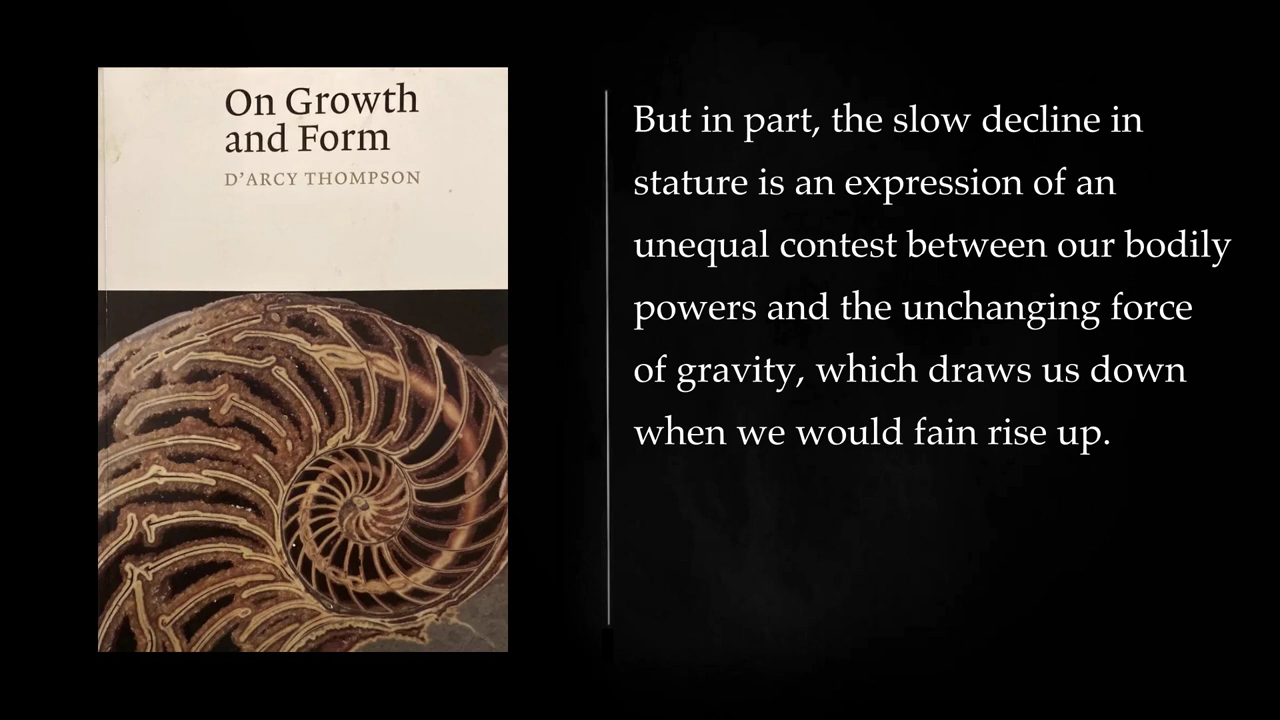 On Growth
and Form
D'ARCY THOMPSON
But in part, the slow decline in
stature is an expression of an
unequal contest between our bodily
powers and the unchanging force
of gravity, which draws us down
when we would fain rise up.